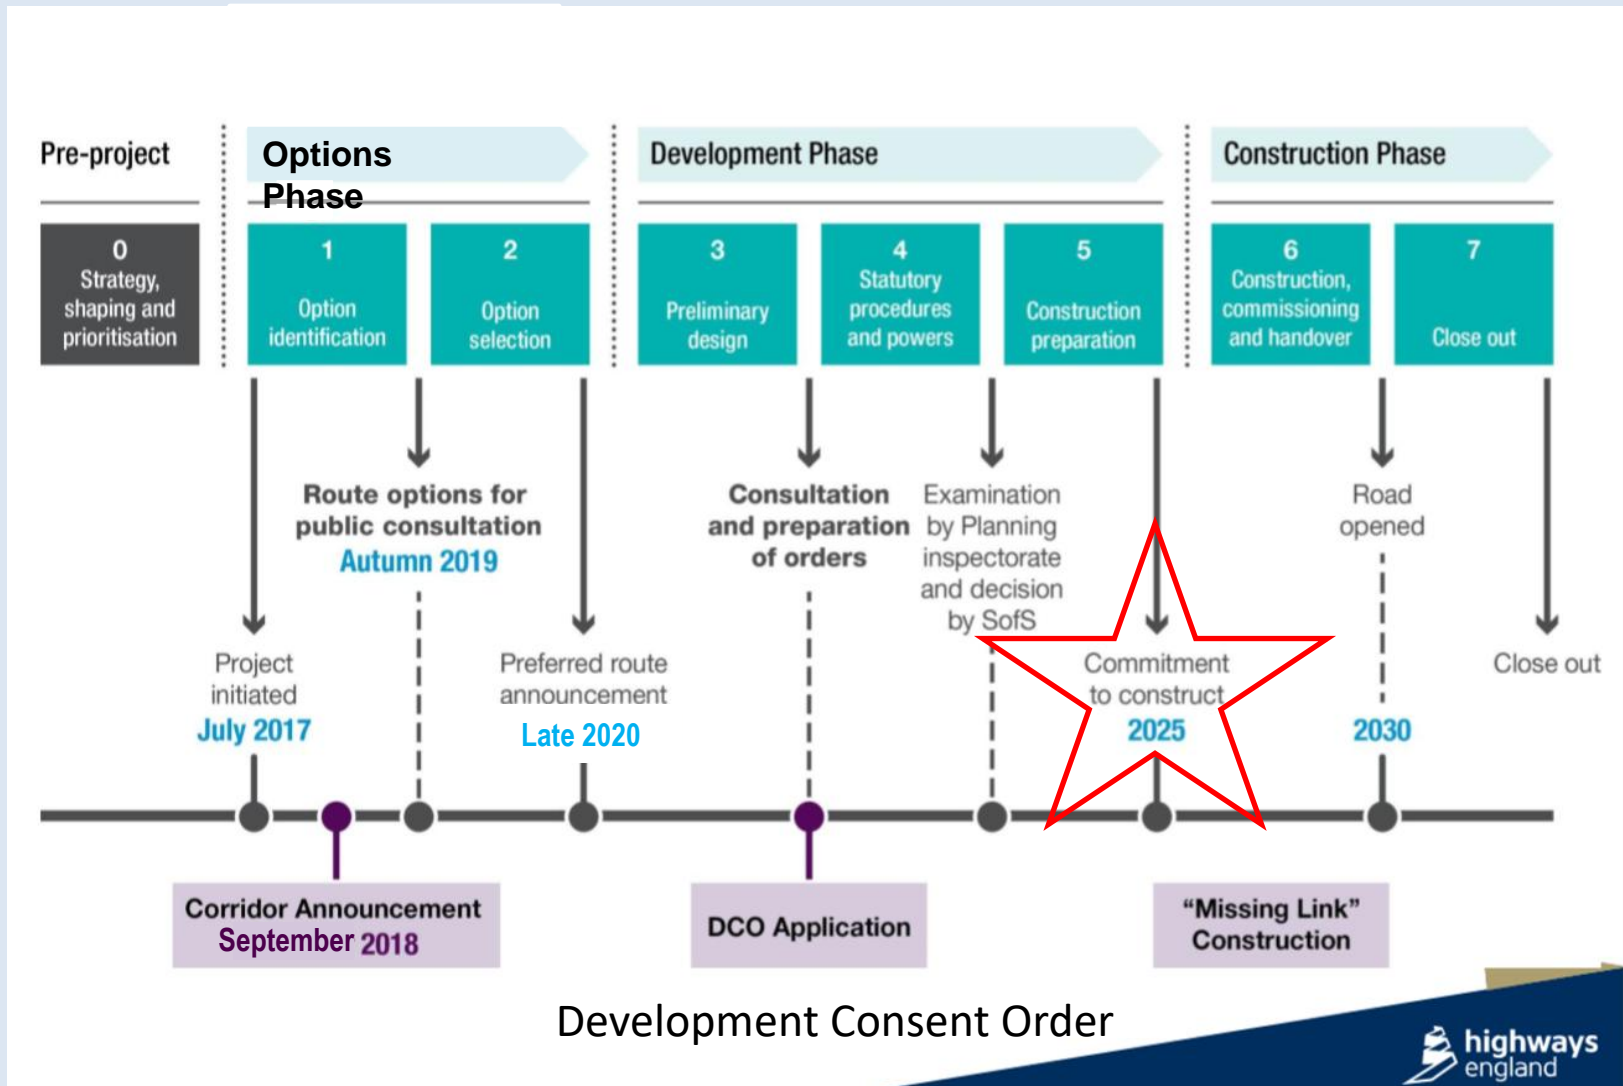 Pre-project
Options
Phase
Development Phase
Construction Phase
0
Strategy,
shaping and
prioritisation
1
Option
identification
2
Option
selection
3
Preliminary
design
4
Statutory
procedures
and powers
5
Construction
preparation
6
Construction,
commissioning
and handover
7
Close out
Route options for
public consultation
Autumn 2019
Consultation
and preparation
of orders
Examination
by Planning
inspectorate
and decision
by SofS
Road
opened
Project
initiated
July 2017
Preferred route
announcement
Late 2020
Commitment
to construct
2025
2030
Close out
Corridor Announcement
September 2018
DCO Application
“Missing Link”
Construction
Development Consent Order
highways
england